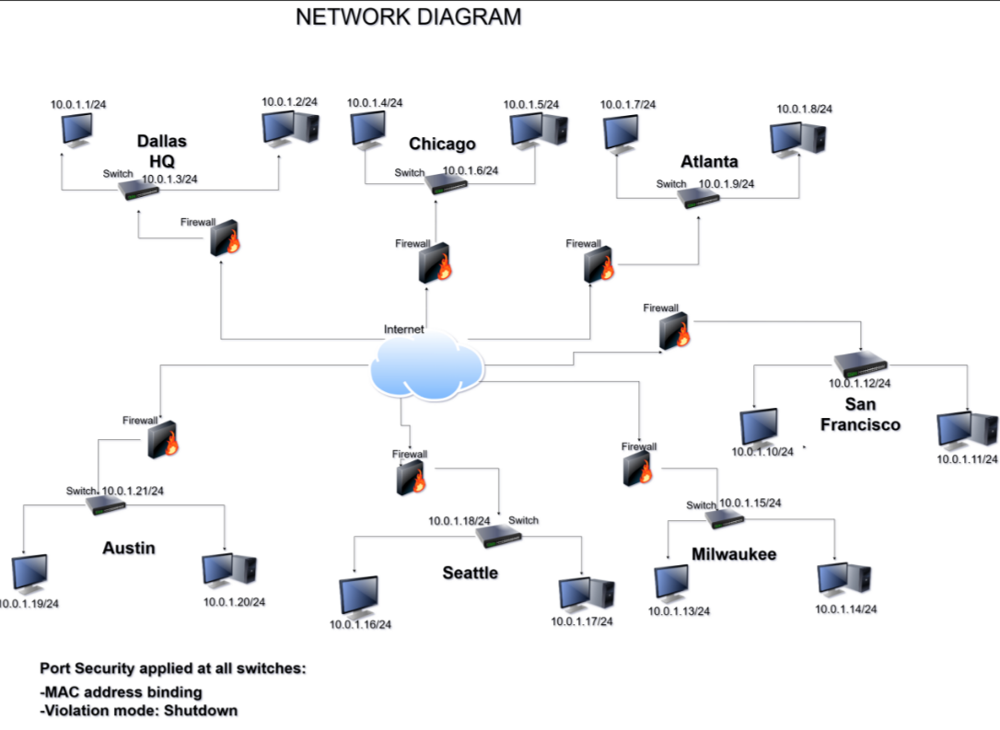 NETWORK DIAGRAM
10.0.1.1/24
10.0.1.2/24
Dallas
HQ
Switch
10.0.1.3/24
Firewall
10.0.1.4/24
10.0.1.5/24
Chicago
Switch
10.0.1.6/24
Firewall
10.0.1.7/24
10.0.1.8/24
Atlanta
Switch
10.0.1.9/24
Firewall
Internet
Firewall
10.0.1.12/24
San
Francisco
10.0.1.10/24
10.0.1.11/24
Firewall
Switch
10.0.1.21/24
Austin
10.0.1.19/24
10.0.1.20/24
Firewall
10.0.1.18/24
Switch
Seattle
10.0.1.16/24
10.0.1.17/24
Firewall
Switch
10.0.1.15/24
Milwaukee
10.0.1.13/24
10.0.1.14/24
Port Security applied at all switches:
-MAC address binding
-Violation mode: Shutdown